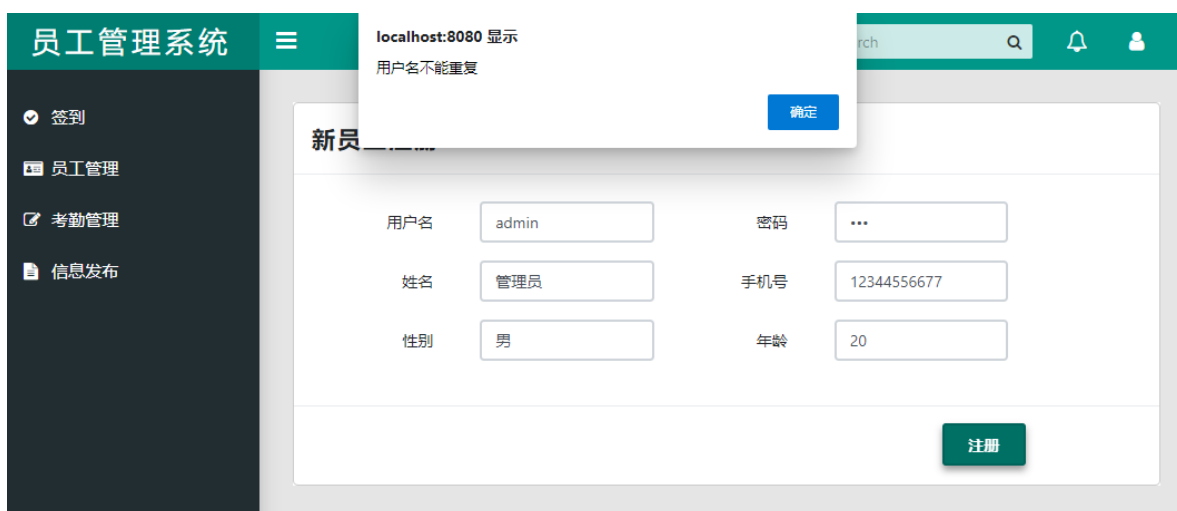 员工管理系统
localhost:8080 显示
用户名不能重复
确定
rch
签到
员工管理
考勤管理
信息发布
新员
用户名
admin
密码
•••
姓名
管理员
手机号
12344556677
性别
男
年龄
20
注册